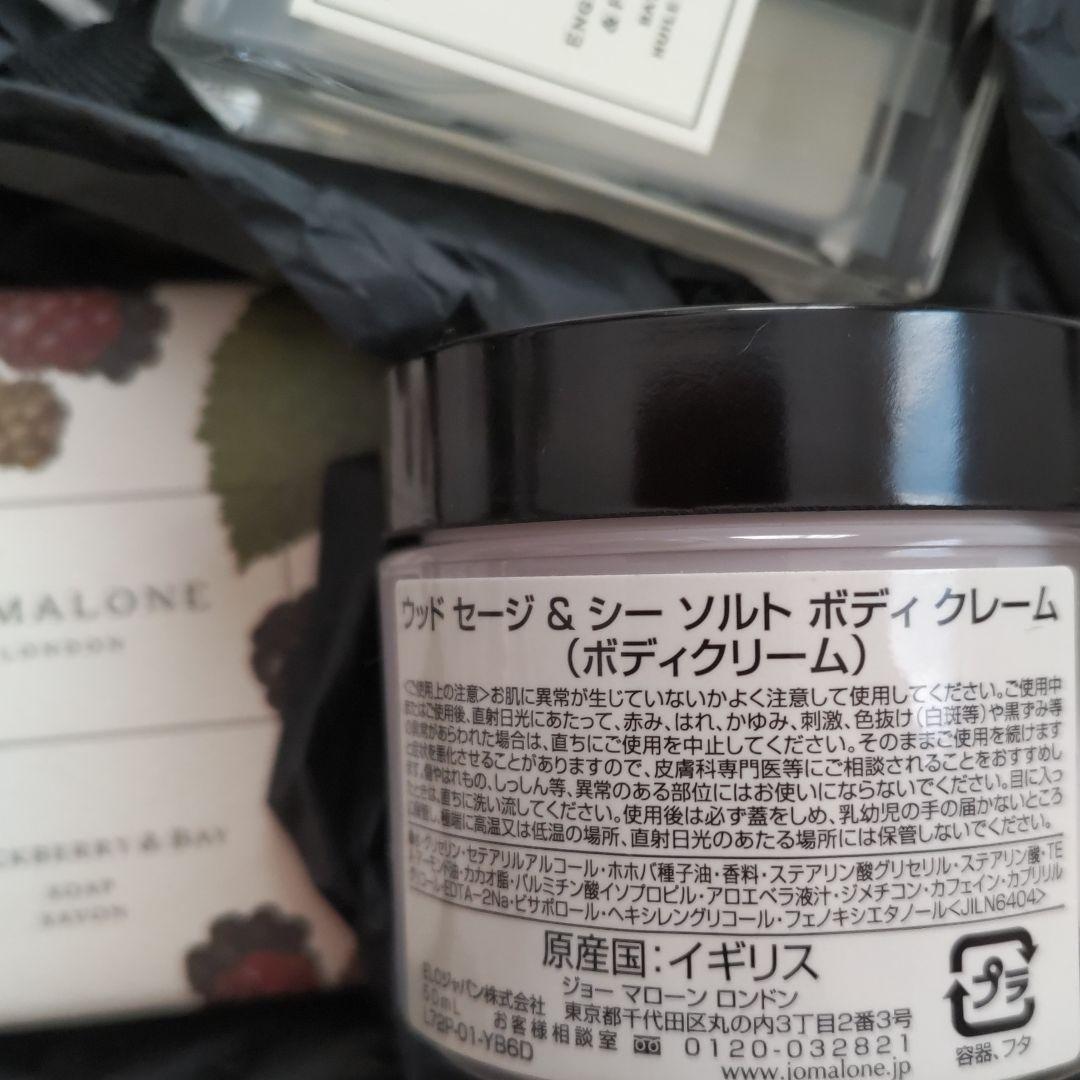 ENG
& 
BA
HUILE
MALONE
LONDON
CKBERRY & BAY
SOAP
SAVON
ウッド セージ & シー ソルト ボディ クレーム
（ボディクリーム）
<ご使用上の注意>お肌に異常が生じていないかよく注意して使用してください。ご使用中
またはご使用後、直射日光にあたって、赤み、はれ、かゆみ、刺激、色抜け(白斑等)や黒ずみ等
の異常があらわれた場合は、直ちにご使用を中止してください。そのままご使用を続けますと
症状を悪化させることがありますので、皮膚科専門医等にご相談されることをおすすめし
ます。傷やはれもの、しっしん等、異常のある部位にはお使いにならないでください。目に入っ
たときは、直ちに洗い流してください。使用後は必ず蓋をしめ、乳幼児の手の届かないところ
に保管し、極端に高温又は低温の場所、直射日光のあたる場所には保管しないでください。
グリセリン・セテアリルアルコール・ホホバ種子油・香料・ステアリン酸グリセリル・ステアリン酸・TE
アーモンド油・カカオ脂・パルミチン酸イソプロピル・アロエベラ液汁・ジメチコン・カフェイン・カプリリル
グリコール・EDTA-2Na・ビサボロール・ヘキシレングリコール・フェノキシエタノール<JILN6404>
原産国：イギリス
ELCジャパン株式会社 ジョー マローン ロンドン
60mL 東京都千代田区丸の内3丁目2番3号
L72P-01-YB6D お客様相談室 0120-032821
www.jomalone.jp
プラ
容器、フタ